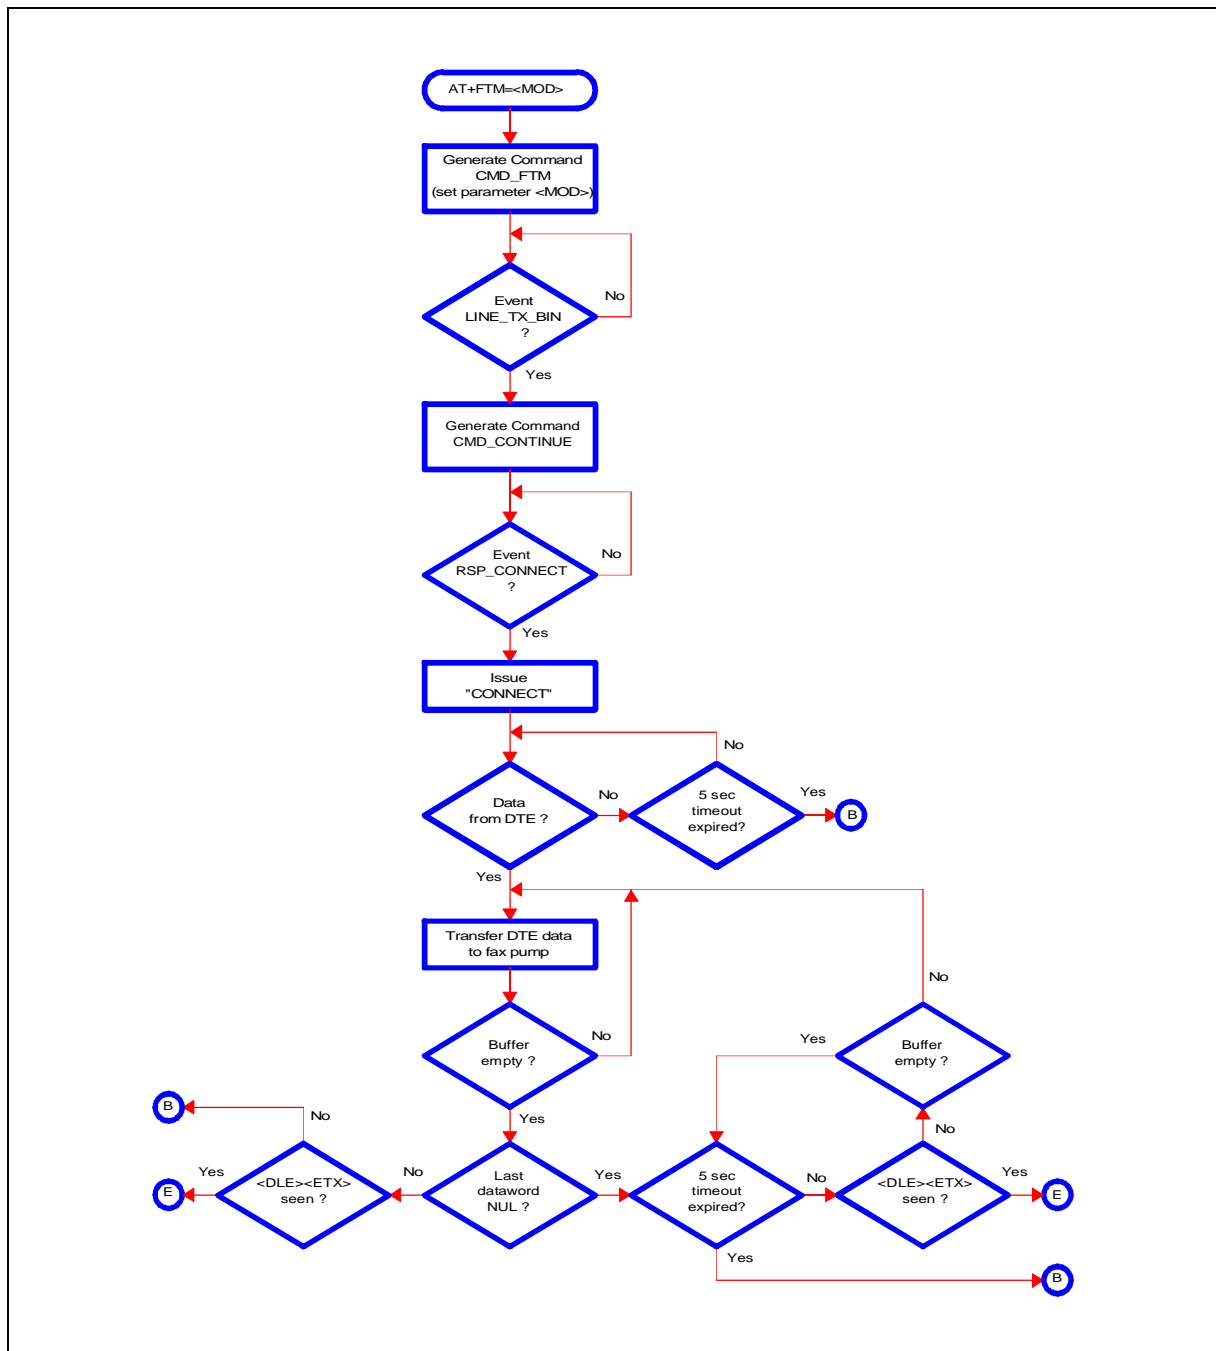 AT+FTM=<MOD>
Generate Command
CMD_FTM
(set parameter <MOD>)
No
Event
LINE_TX_BIN
?
Yes
Generate Command
CMD_CONTINUE
No
Event
RSP_CONNECT
?
Yes
Issue
"CONNECT"
No
Data
from DTE ?
No
5 sec
timeout
expired?
Yes
B
Yes
Transfer DTE data
to fax pump
No
Buffer
empty ?
No
Yes
Buffer
empty ?
B
No
Yes
No
Yes
<DLE><ETX>
seen ?
E
No
Last
dataword
NUL ?
Yes
5 sec
timeout
expired?
No
<DLE><ETX>
seen ?
Yes
E
Yes
B